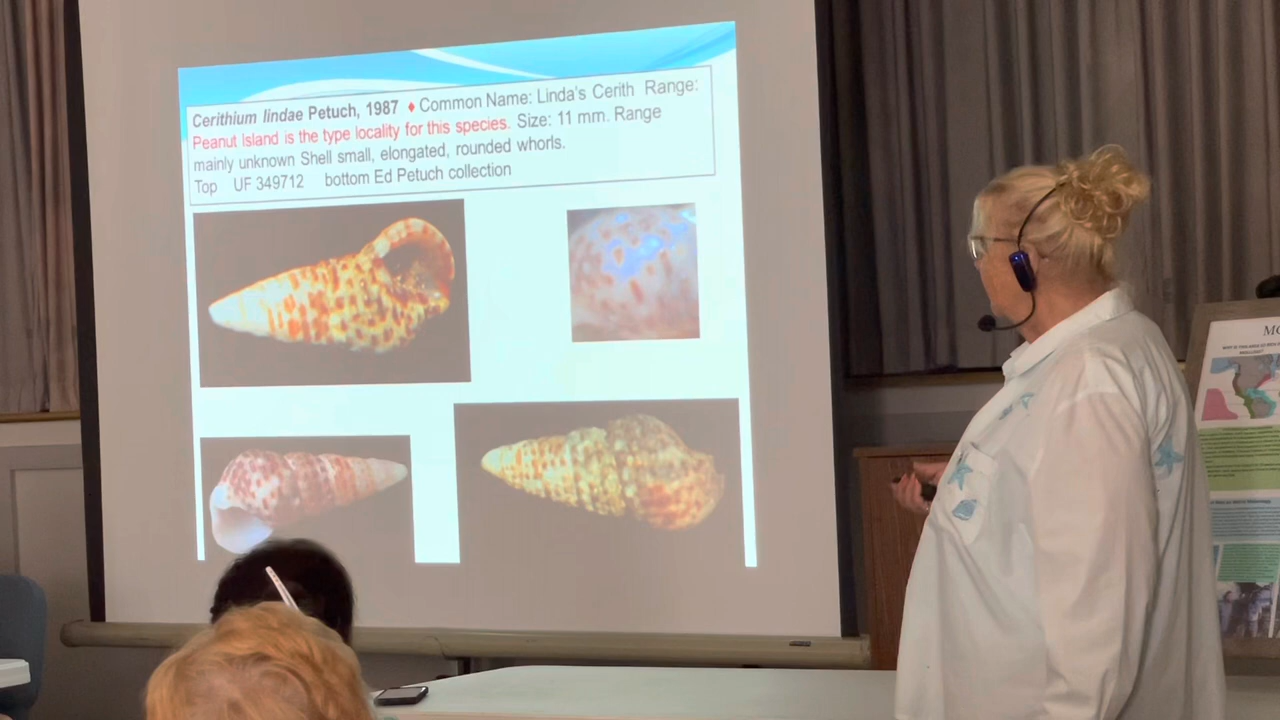 Cerithium lindae Petuch, 1987 ♦ Common Name: Linda's Cerith Range:
Peanut Island is the type locality for this species. Size: 11 mm. Range
mainly unknown Shell small, elongated, rounded whorls.
Top UF 349712 bottom Ed Petuch collection